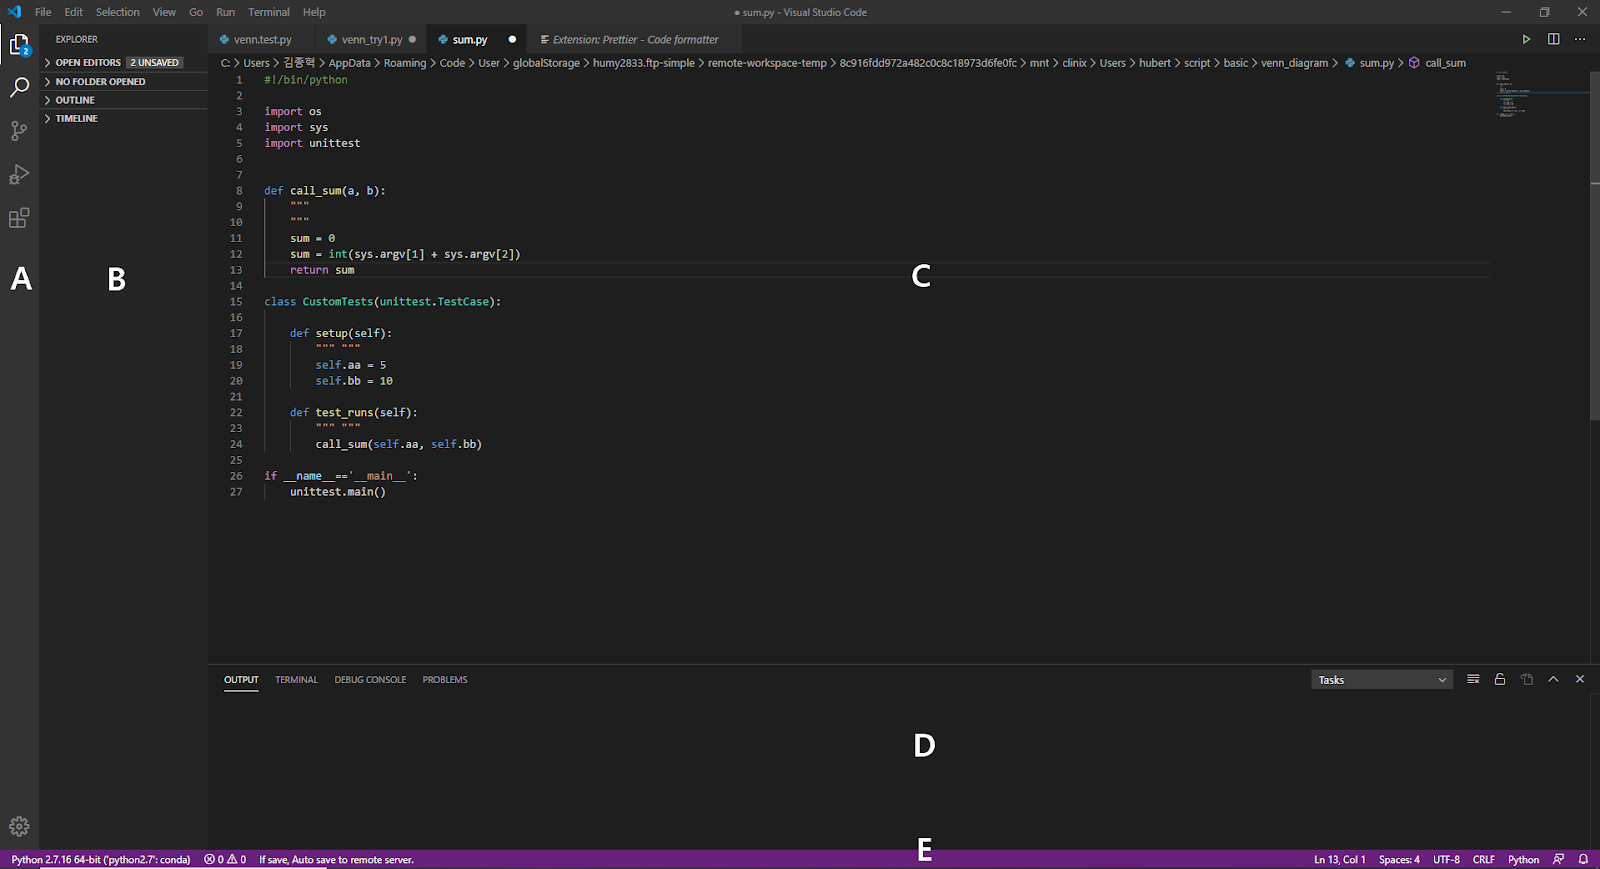 File Edit Selection View Go Run Terminal Help ● sum.py - Visual Studio Code
EXPLORER
OPEN EDITORS 2 UNSAVED
NO FOLDER OPENED
OUTLINE
TIMELINE
2
A
B
venn.test.py venn_try1.py ● sum.py ● Extension: Prettier - Code formatter
C: > Users > 김종혁 > AppData > Roaming > Code > User > globalStorage > humy2833.ftp-simple > remote-workspace-temp > 8c916fdd972a482c0c8c18973d6fe0fc > mnt > clinix > Users > hubert > script > basic > venn_diagram > sum.py > call_sum
1 #!/bin/python
2
3 import os
4 import sys
5 import unittest
6
7
8 def call_sum(a, b):
9 """
10 """
11 sum = 0
12 sum = int(sys.argv[1] + sys.argv[2])
13 return sum
C
14
15 class CustomTests(unittest.TestCase):
16
17 def setup(self):
18 """ """
19 self.aa = 5
20 self.bb = 10
21
22 def test_runs(self):
23 """ """
24 call_sum(self.aa, self.bb)
25
26 if __name__=='__main__':
27 unittest.main()
OUTPUT TERMINAL DEBUG CONSOLE PROBLEMS Tasks
D
E
Python 2.7.16 64-bit ('python2.7': conda) 0 0 If save, Auto save to remote server. Ln 13, Col 1 Spaces: 4 UTF-8 CRLF Python